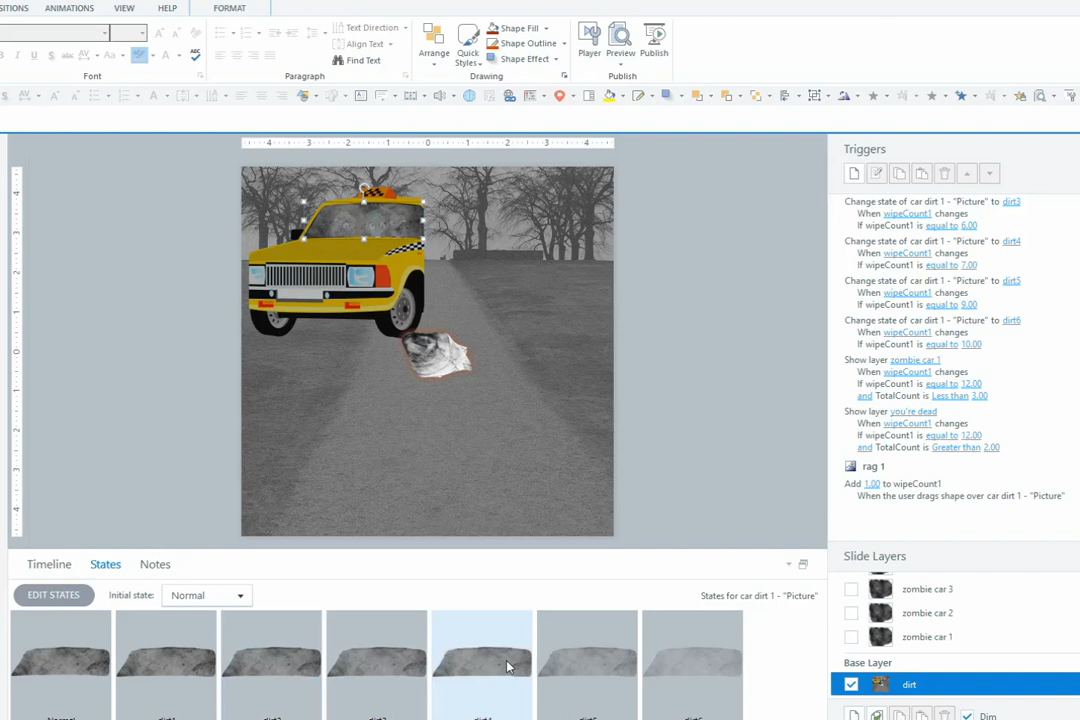 SITIONS ANIMATIONS VIEW HELP FORMAT
Text Direction
Align Text
Find Text
Arrange
Quick Styles
Shape Fill
Shape Outline
Shape Effect
Player
Preview
Publish
Font Paragraph Drawing Publish
4 3 2 1 0 1 2 3 4
Triggers
Change state of car dirt 1 - "Picture" to dirt3
When wipeCount1 changes
If wipeCount1 is equal to 6.00
Change state of car dirt 1 - "Picture" to dirt4
When wipeCount1 changes
If wipeCount1 is equal to 7.00
Change state of car dirt 1 - "Picture" to dirt5
When wipeCount1 changes
If wipeCount1 is equal to 9.00
Change state of car dirt 1 - "Picture" to dirt6
When wipeCount1 changes
If wipeCount1 is equal to 10.00
Show layer zombie car 1
When wipeCount1 changes
If wipeCount1 is equal to 12.00
and TotalCount is Less than 3.00
Show layer you're dead
When wipeCount1 changes
If wipeCount1 is equal to 12.00
and TotalCount is Greater than 2.00
rag 1
Add 1.00 to wipeCount1
When the user drags shape over car dirt 1 - "Picture"
Timeline States Notes
EDIT STATES Initial state: Normal States for car dirt 1 - "Picture"
Slide Layers
zombie car 3
zombie car 2
zombie car 1
Base Layer
dirt
Dim